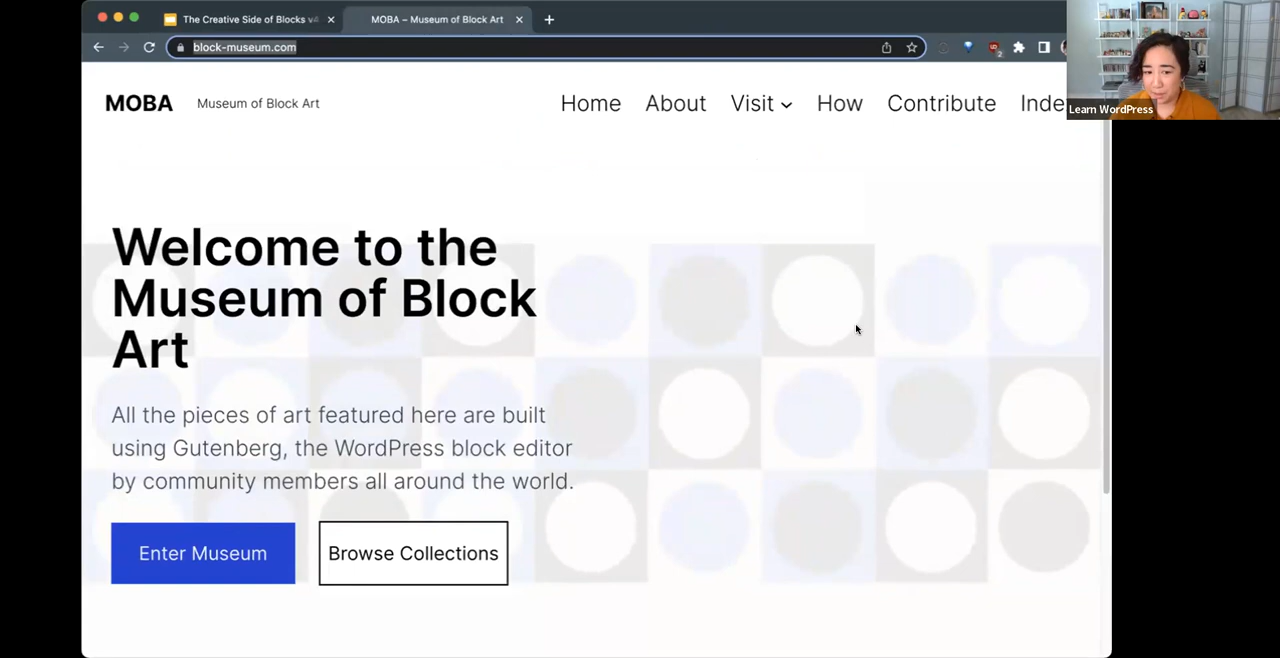 The Creative Side of Blocks v4
MOBA – Museum of Block Art
block-museum.com
2
MOBA
Museum of Block Art
Home
About
Visit
How
Contribute
Inde
Learn WordPress
Welcome to the
Museum of Block
Art
All the pieces of art featured here are built
using Gutenberg, the WordPress block editor
by community members all around the world.
Enter Museum
Browse Collections